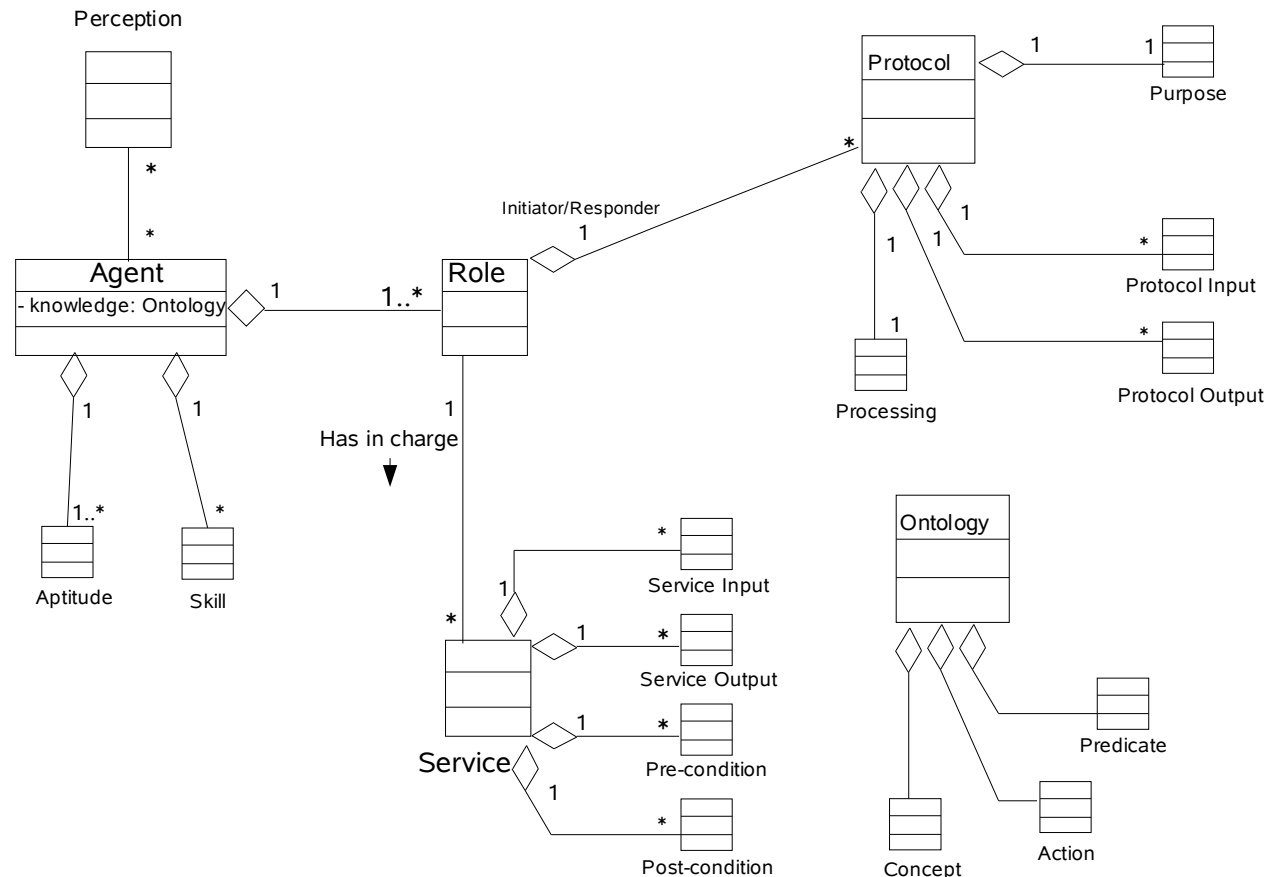 Perception
*
*
Agent
- knowledge: Ontology
1
1..*
Role
1
Aptitude
1..*
1
Skill
*
Initiator/Responder
1
*
Protocol
1
1
Purpose
1
*
Protocol Input
1
*
Protocol Output
1
1
Processing
1
Has in charge
*
Service
1
*
Service Input
1
*
Service Output
1
*
Pre-condition
1
*
Post-condition
Ontology
Predicate
Action
Concept